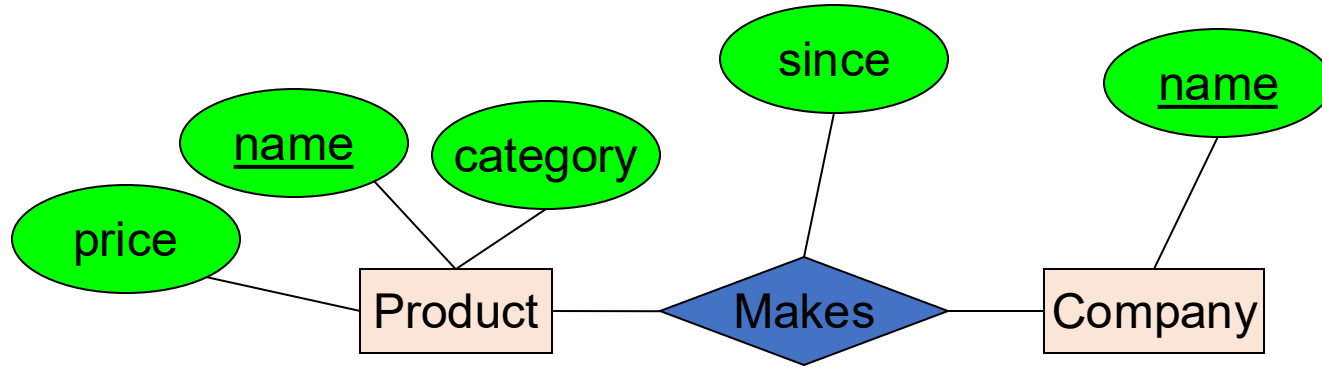 since
name
name
category
price
Product
Makes
Company